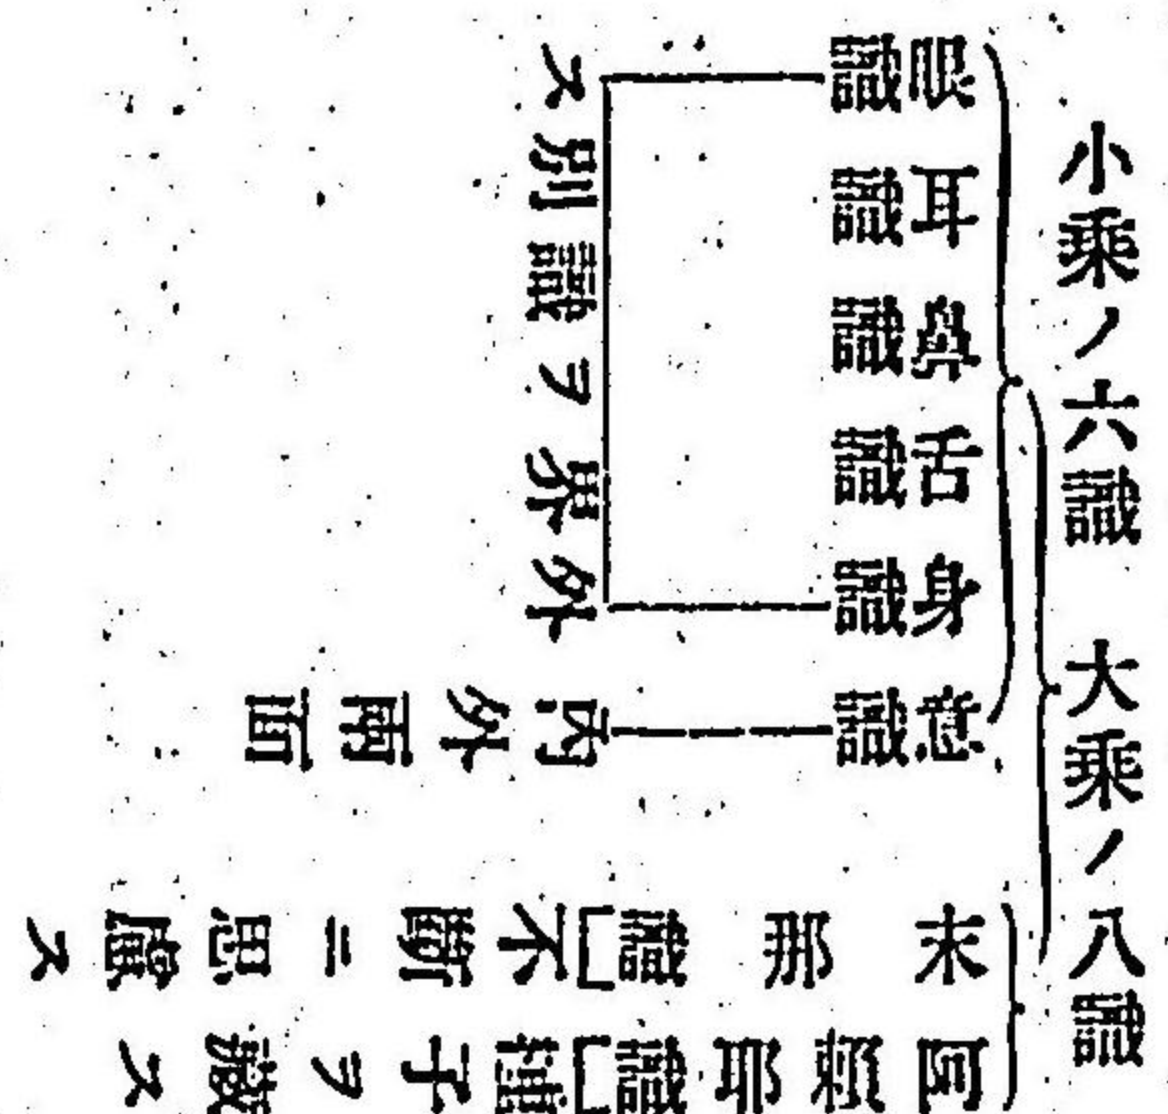 小乘ノ六識　大乘ノ八識
眼識
耳識
鼻識
舌識
身識
外界ヲ識別ス
意識
內外兩面
末那識
不斷ニ思慮ス
阿賴耶識
種子ヲ藏ス